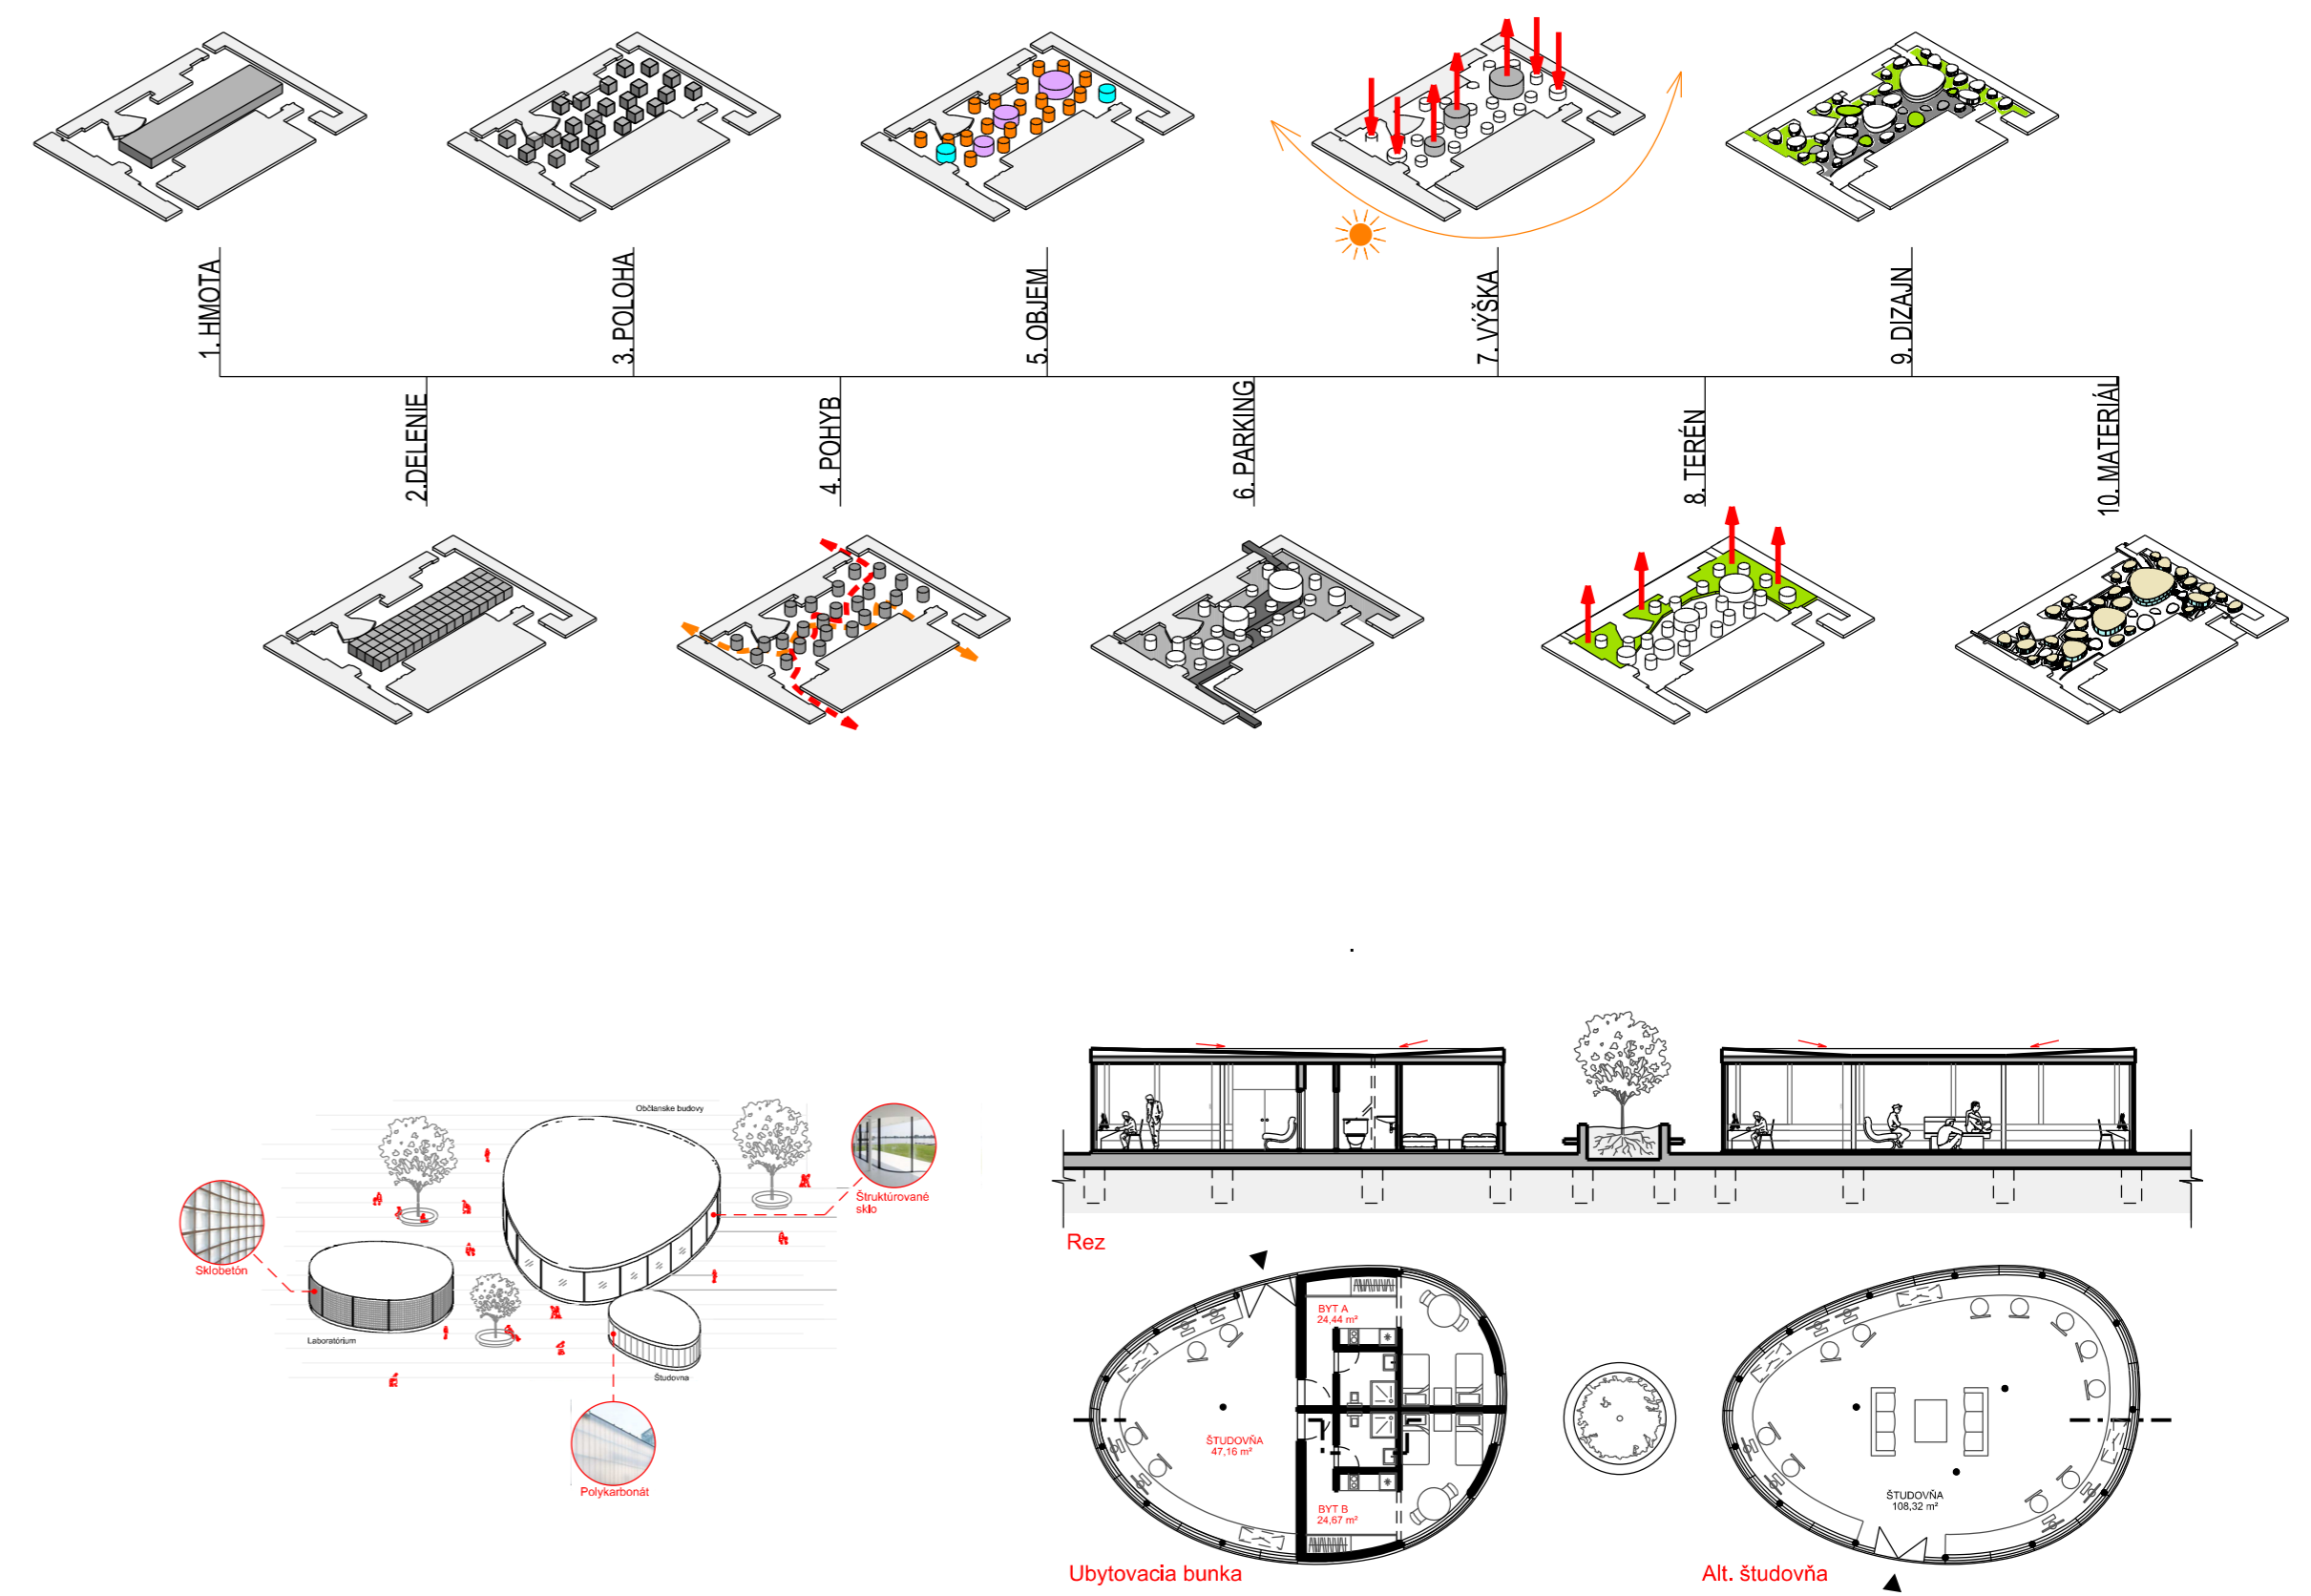 1. HMOTA
3. POLOHA
5. OBJEM
7. VÝŠKA
9. DIZAJN
2.DELENIE
4. POHYB
6. PARKING
8. TERÉN
10. MATERIÁL
Občianske budovy
Štruktúrované
sklo
Sklobetón
Laboratórium
Študovna
Polykarbonát
Rez
BYT A
24,44 m²
ŠTUDOVŇA
47,16 m²
BYT B
24,67 m²
Ubytovacia bunka
ŠTUDOVŇA
108,32 m²
Alt. študovňa